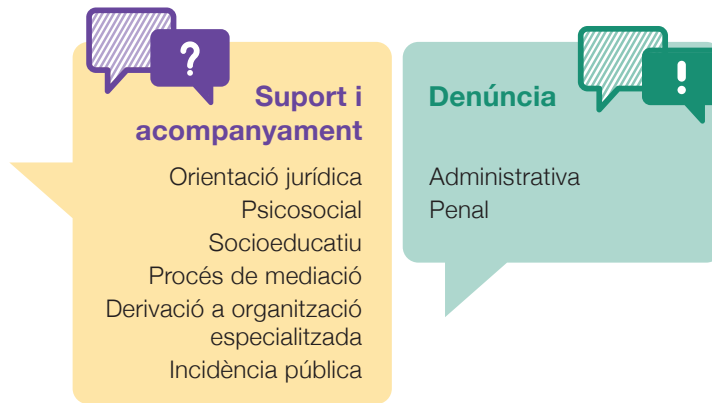 ?
Suport i
acompanyament
Orientació jurídica
Psicosocial
Socioeducatiu
Procés de mediació
Derivació a organització
especialitzada
Incidència pública
!
Denúncia
Administrativa
Penal